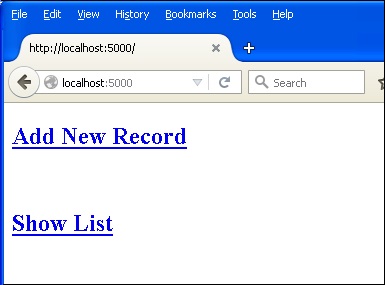 File Edit View History Bookmarks Tools Help
http://localhost:5000/
localhost:5000 Search
Add New Record
Show List